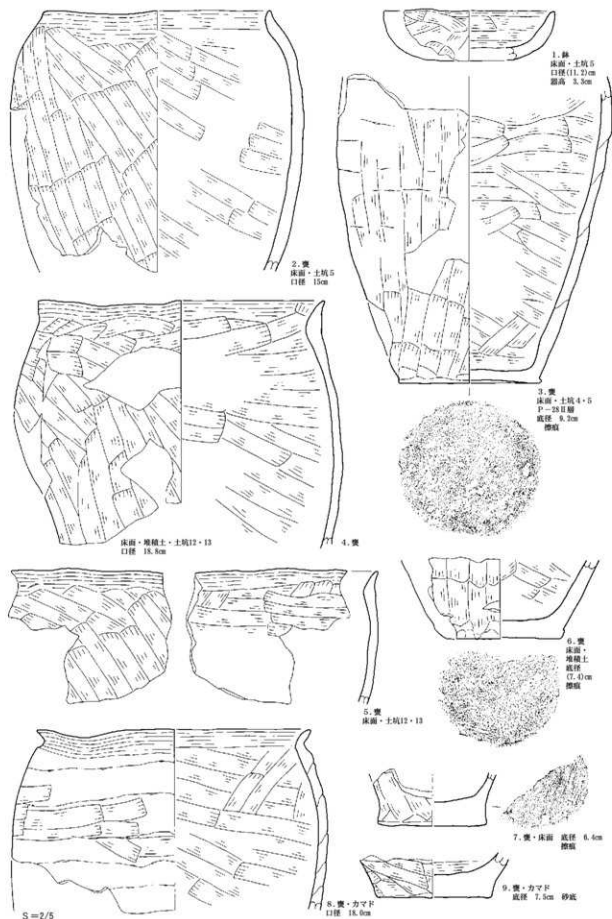 1.鉢
床面・土坑5
口径(11.2)cm
器高 3.3cm
2.甕
床面・土坑5
口径 15cm
3.甕
床面・土坑4・5
P-28Ⅱ層
底径 9.2cm
擦痕
床面・堆積土・土坑12・13
口径 18.8cm
4.甕
5.甕
床面・土坑12・13
6.甕
床面・
堆積土
底径
(7.4)cm
擦痕
7.甕・床面 底径 6.4cm
擦痕
8.甕・カマド
口径 18.0cm
9.甕・カマド
底径 7.5cm 砂底
S=2/5